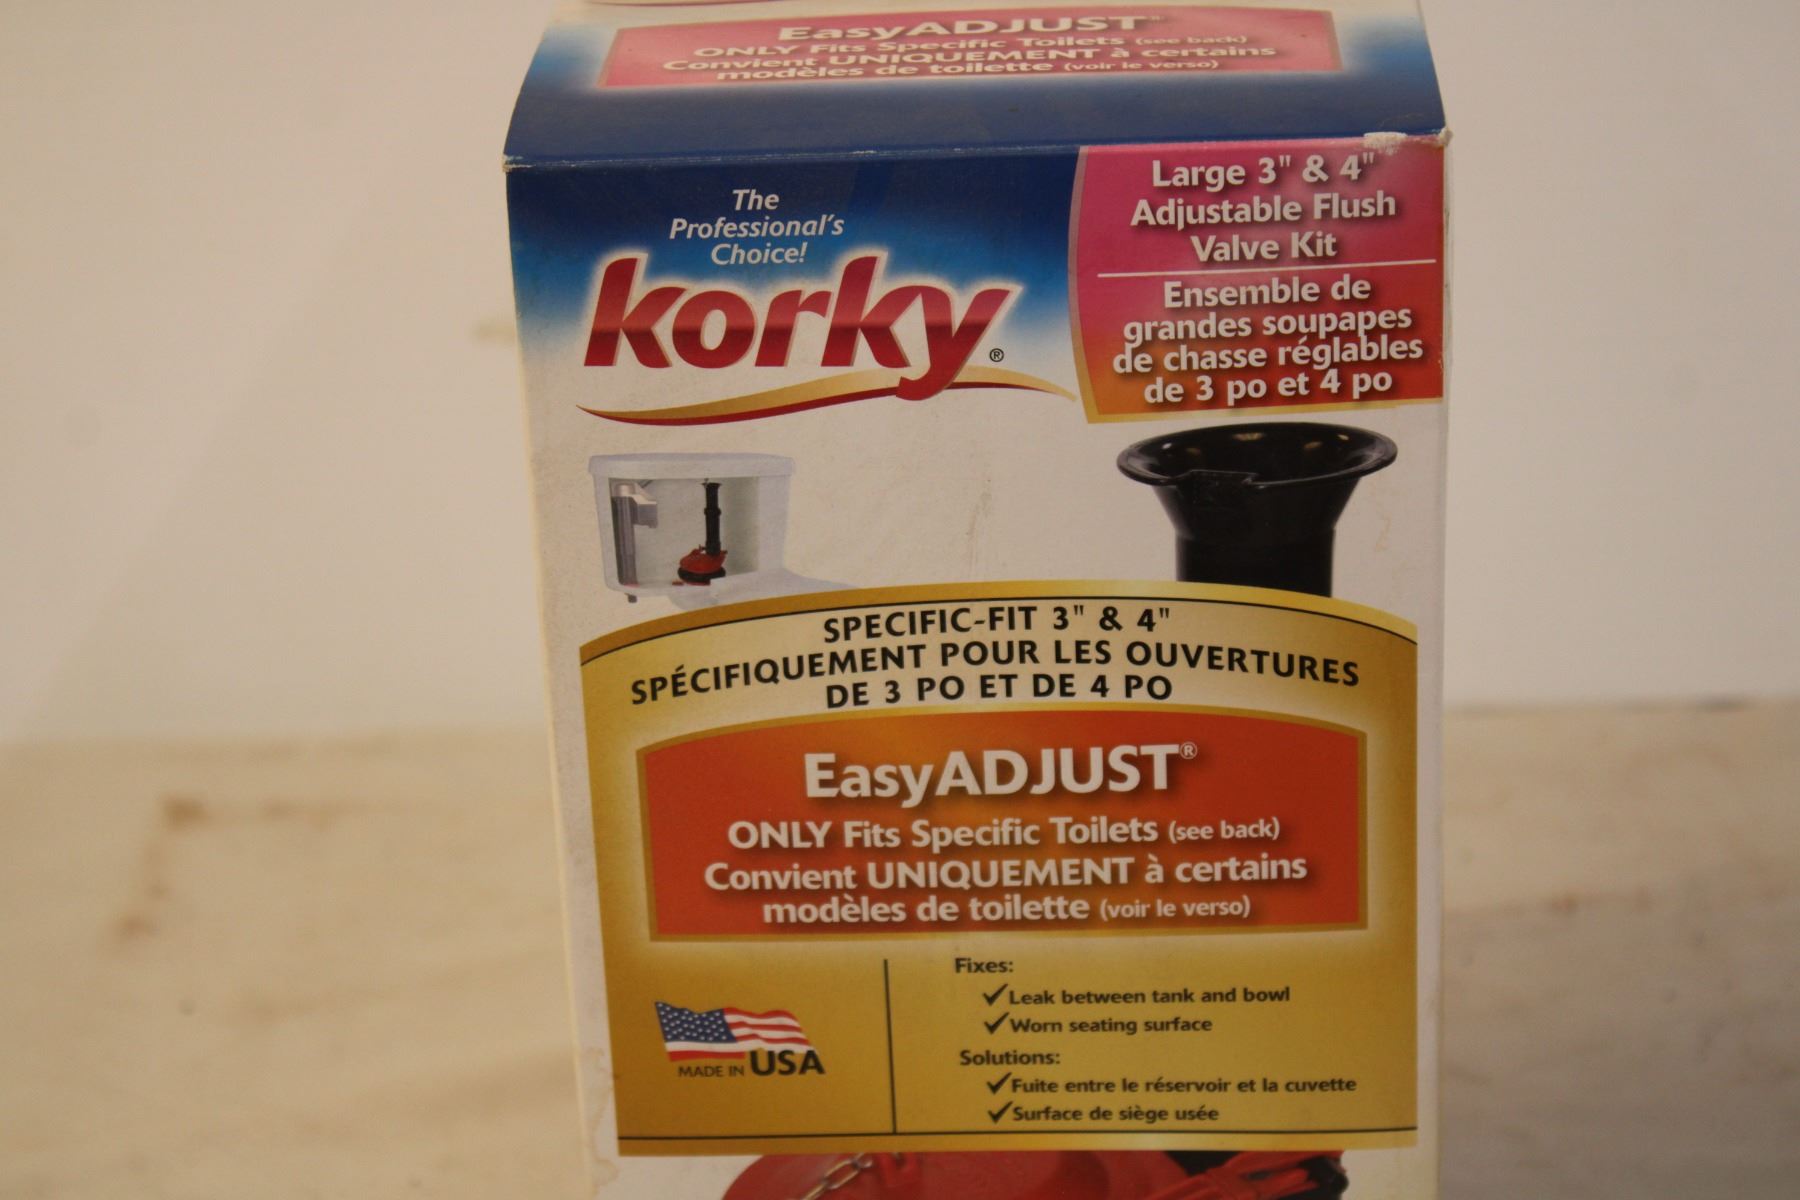 EasyADJUST™
ONLY Fits Specific Toilets (see back)
Convient UNIQUEMENT à certains
modèles de toilette (voir le verso)
The
Professional's
Choice!
korky®
Large 3" & 4"
Adjustable Flush
Valve Kit
Ensemble de
grandes soupapes
de chasse réglables
de 3 po et 4 po
SPECIFIC-FIT 3" & 4"
SPÉCIFIQUEMENT POUR LES OUVERTURES
DE 3 PO ET DE 4 PO
EasyADJUST®
ONLY Fits Specific Toilets (see back)
Convient UNIQUEMENT à certains
modèles de toilette (voir le verso)
MADE IN USA
Fixes:
✓Leak between tank and bowl
✓Worn seating surface
Solutions:
✓Fuite entre le réservoir et la cuvette
✓Surface de siège usée